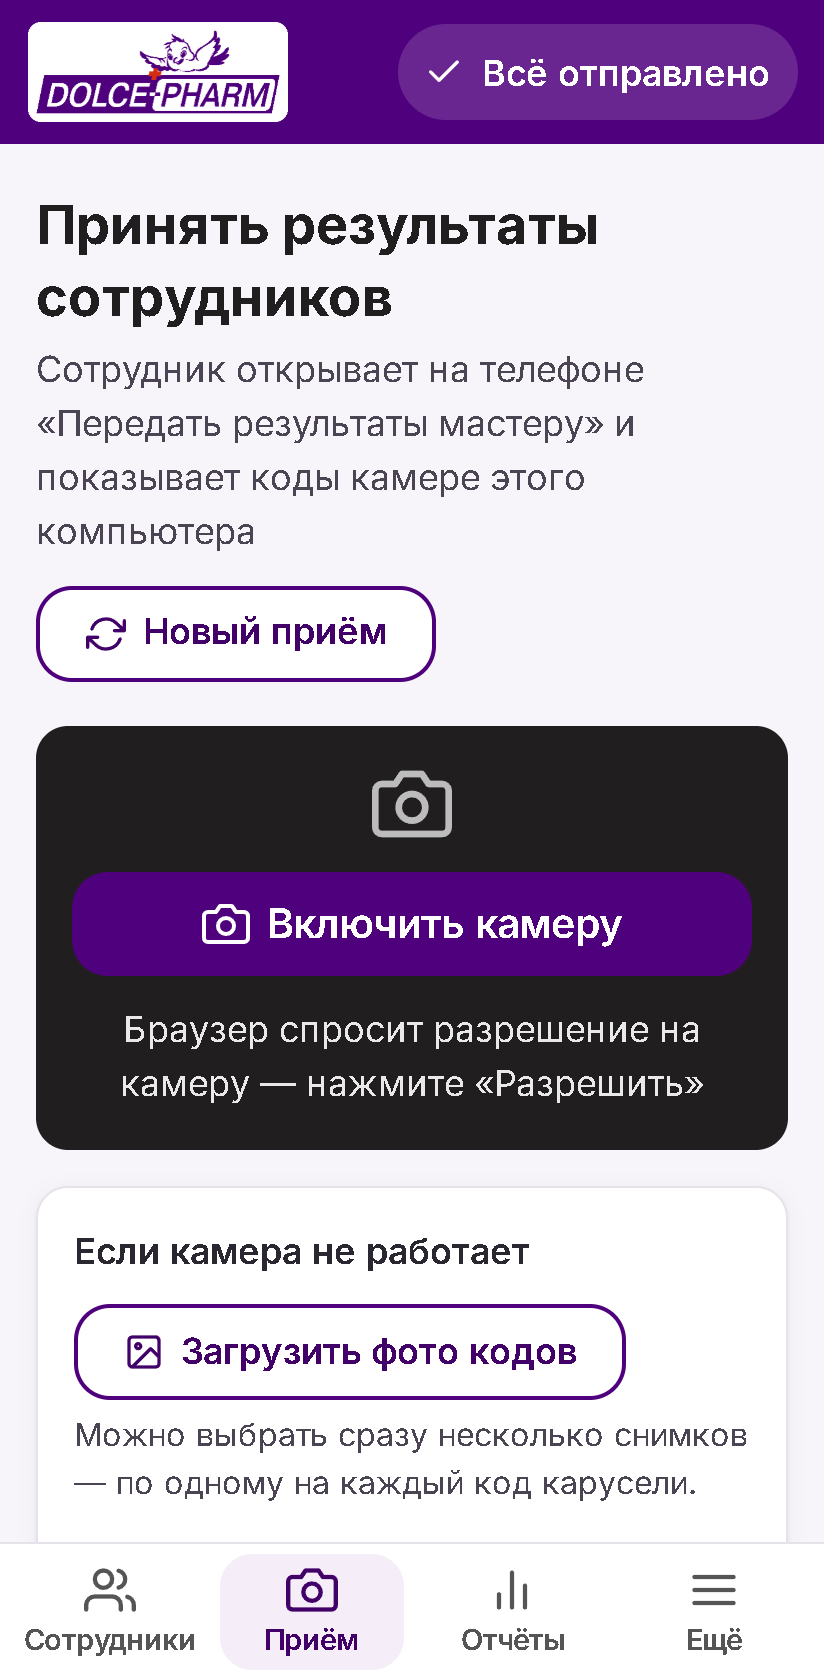 DOLCE-PHARM
Всё отправлено
Принять результаты
сотрудников
Сотрудник открывает на телефоне
«Передать результаты мастеру» и
показывает коды камере этого
компьютера
Новый приём
Включить камеру
Браузер спросит разрешение на
камеру — нажмите «Разрешить»
Если камера не работает
Загрузить фото кодов
Можно выбрать сразу несколько снимков
— по одному на каждый код карусели.
Сотрудники
Приём
Отчёты
Ещё